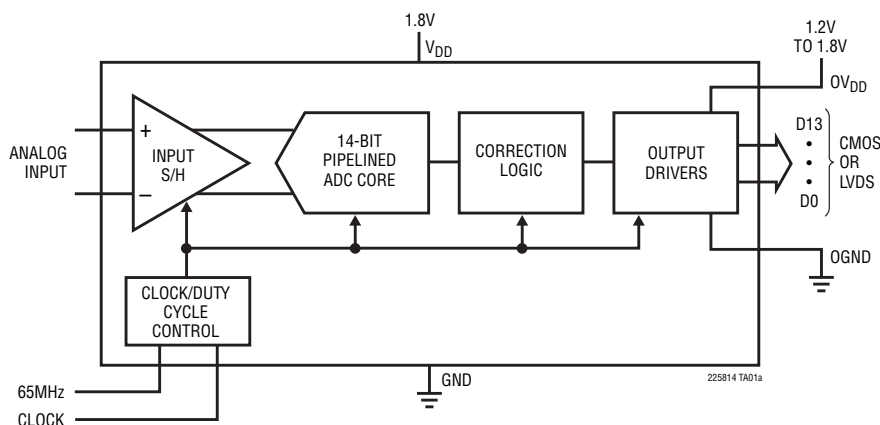 1.8V
VDD
1.2V
TO 1.8V
OVDD
ANALOG
INPUT
+
–
INPUT
S/H
14-BIT
PIPELINED
ADC CORE
CORRECTION
LOGIC
OUTPUT
DRIVERS
D13
•
•
•
D0
CMOS
OR
LVDS
OGND
CLOCK/DUTY
CYCLE
CONTROL
GND
225814 TA01a
65MHz
CLOCK